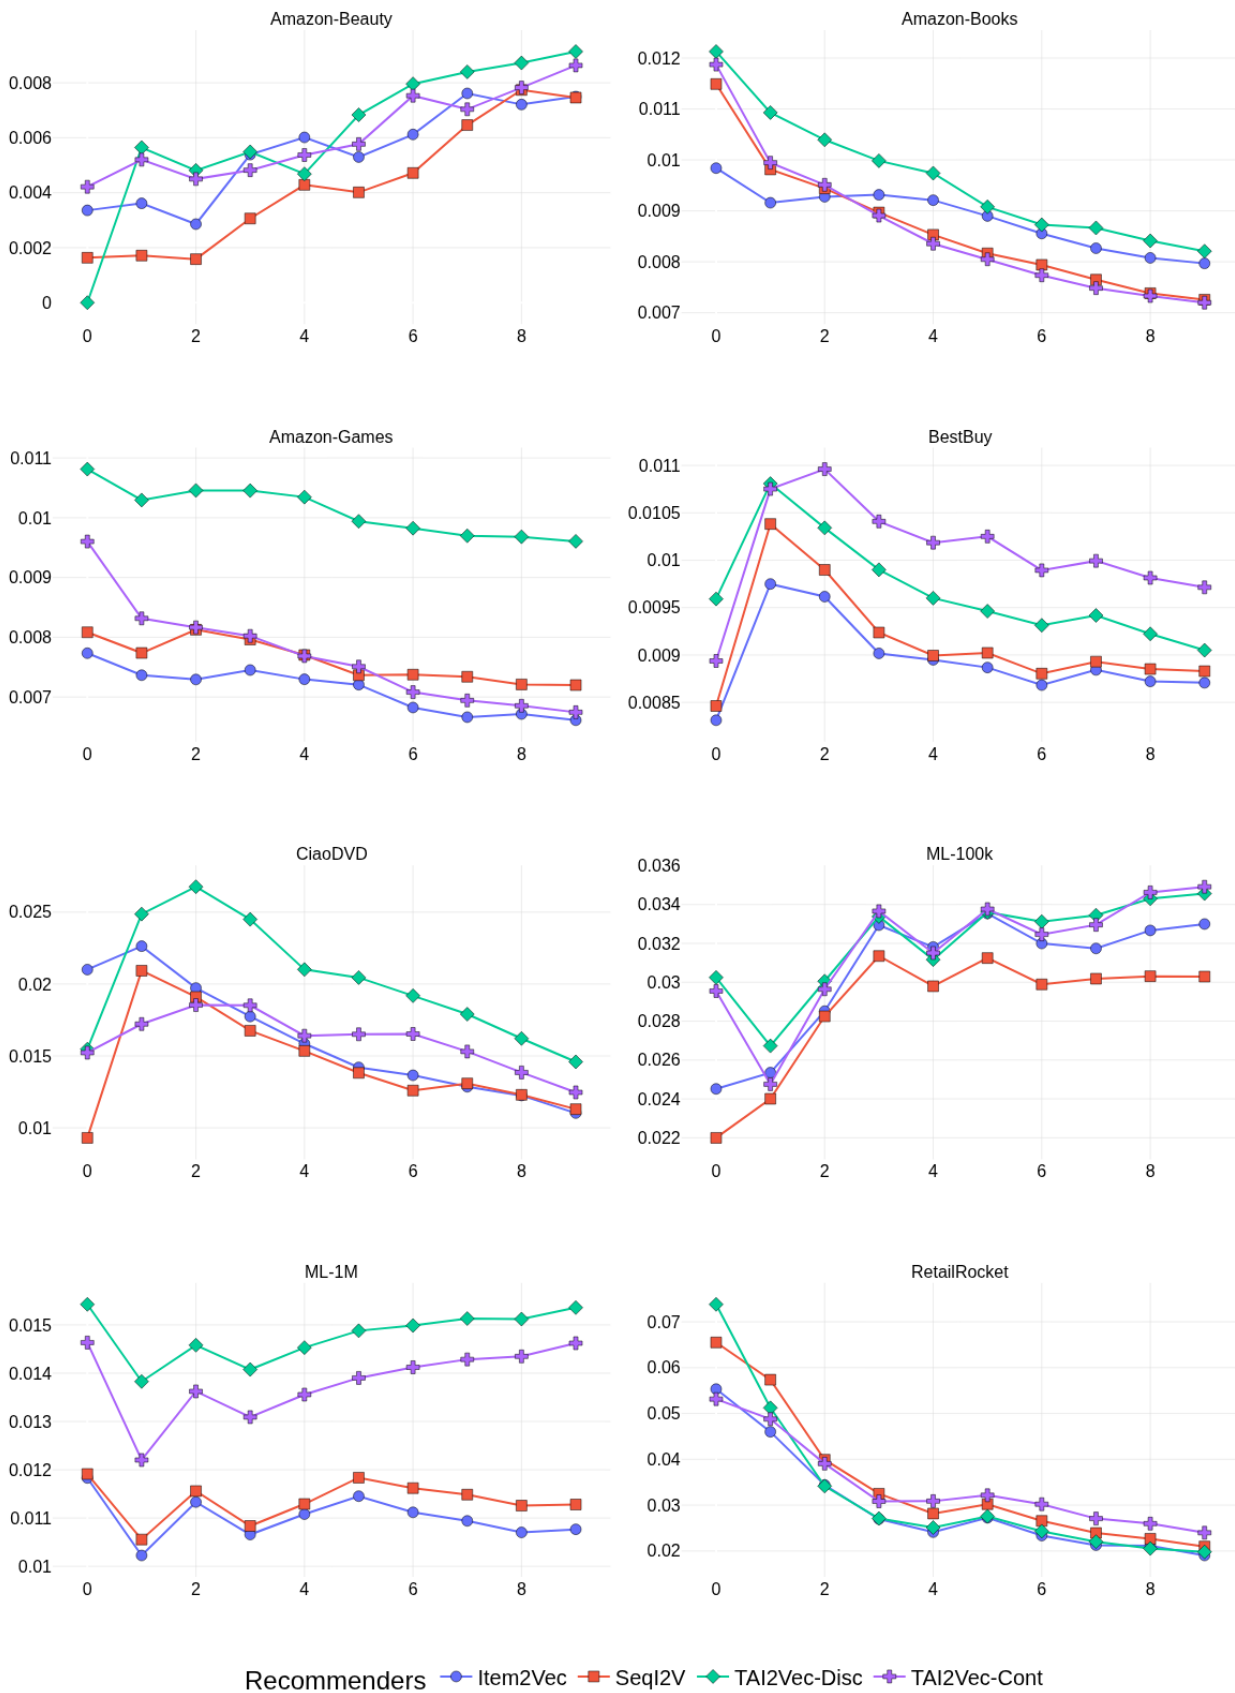 Amazon-Beauty
0.008
0.006
0.004
0.002
0
0 2 4 6 8
Amazon-Books
0.012
0.011
0.01
0.009
0.008
0.007
0 2 4 6 8
Amazon-Games
0.011
0.01
0.009
0.008
0.007
0 2 4 6 8
BestBuy
0.011
0.0105
0.01
0.0095
0.009
0.0085
0 2 4 6 8
CiaoDVD
0.025
0.02
0.015
0.01
0 2 4 6 8
ML-100k
0.036
0.034
0.032
0.03
0.028
0.026
0.024
0.022
0 2 4 6 8
ML-1M
0.015
0.014
0.013
0.012
0.011
0.01
0 2 4 6 8
RetailRocket
0.07
0.06
0.05
0.04
0.03
0.02
0 2 4 6 8
Recommenders Item2Vec SeqI2V TAI2Vec-Disc TAI2Vec-Cont